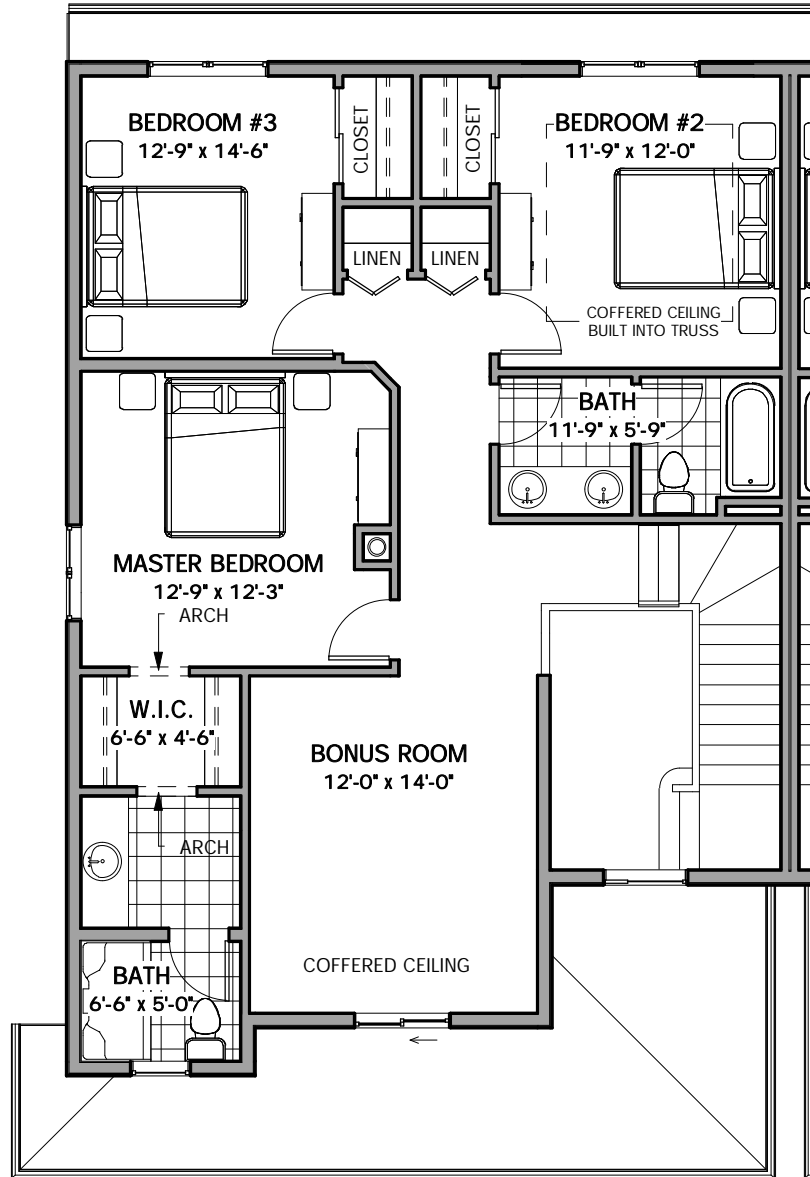 BEDROOM #3
12'-9" x 14'-6"
CLOSET
CLOSET
BEDROOM #2
11'-9" x 12'-0"
LINEN
LINEN
COFFERED CEILING
BUILT INTO TRUSS
BATH
11'-9" x 5'-9"
MASTER BEDROOM
12'-9" x 12'-3"
ARCH
W.I.C.
6'-6" x 4'-6"
BONUS ROOM
12'-0" x 14'-0"
ARCH
COFFERED CEILING
BATH
6'-6" x 5'-0"